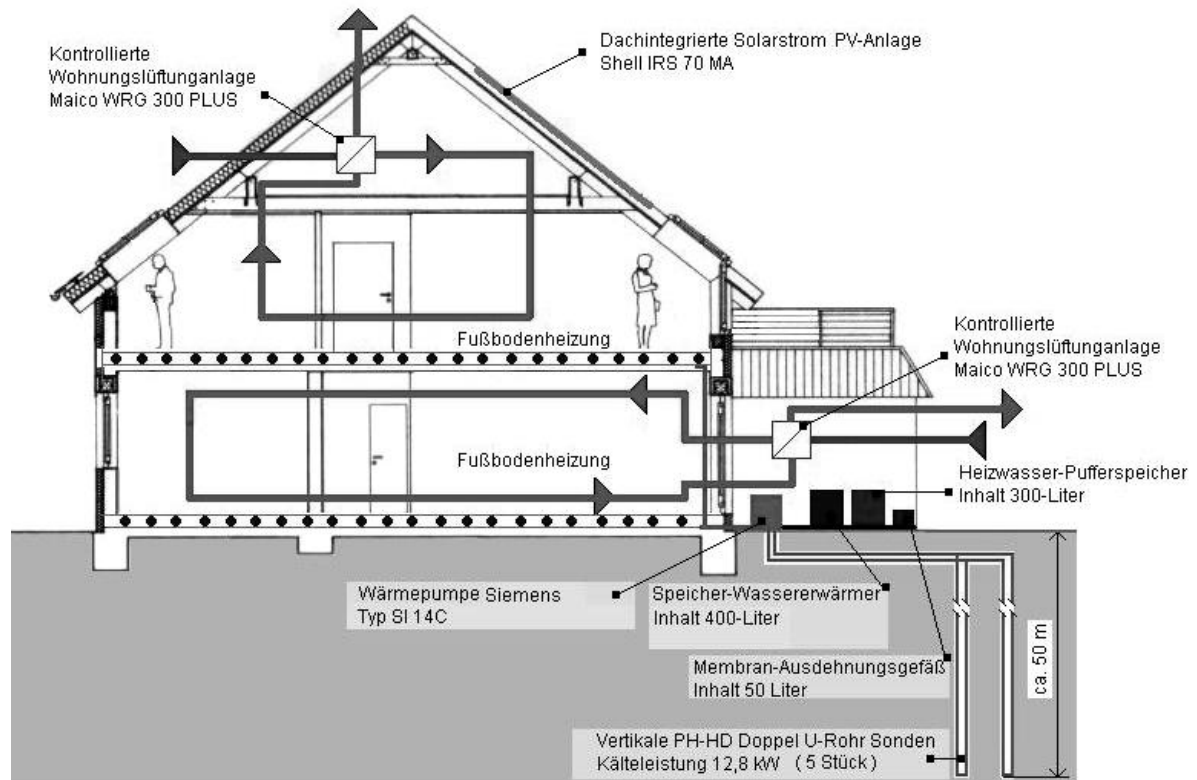 Kontrollierte
Wohnungslüftunganlage
Maico WRG 300 PLUS
Dachintegrierte Solarstrom PV-Anlage
Shell IRS 70 MA
Fußbodenheizung
Kontrollierte
Wohnungslüftunganlage
Maico WRG 300 PLUS
Fußbodenheizung
Heizwasser-Pufferspeicher
Inhalt 300-Liter
Wärmepumpe Siemens
Typ SI 14C
Speicher-Wassererwärmer
Inhalt 400-Liter
Membran-Ausdehnungsgefäß
Inhalt 50 Liter
ca. 50 m
Vertikale PH-HD Doppel U-Rohr Sonden
Kälteleistung 12,8 kW ( 5 Stück )